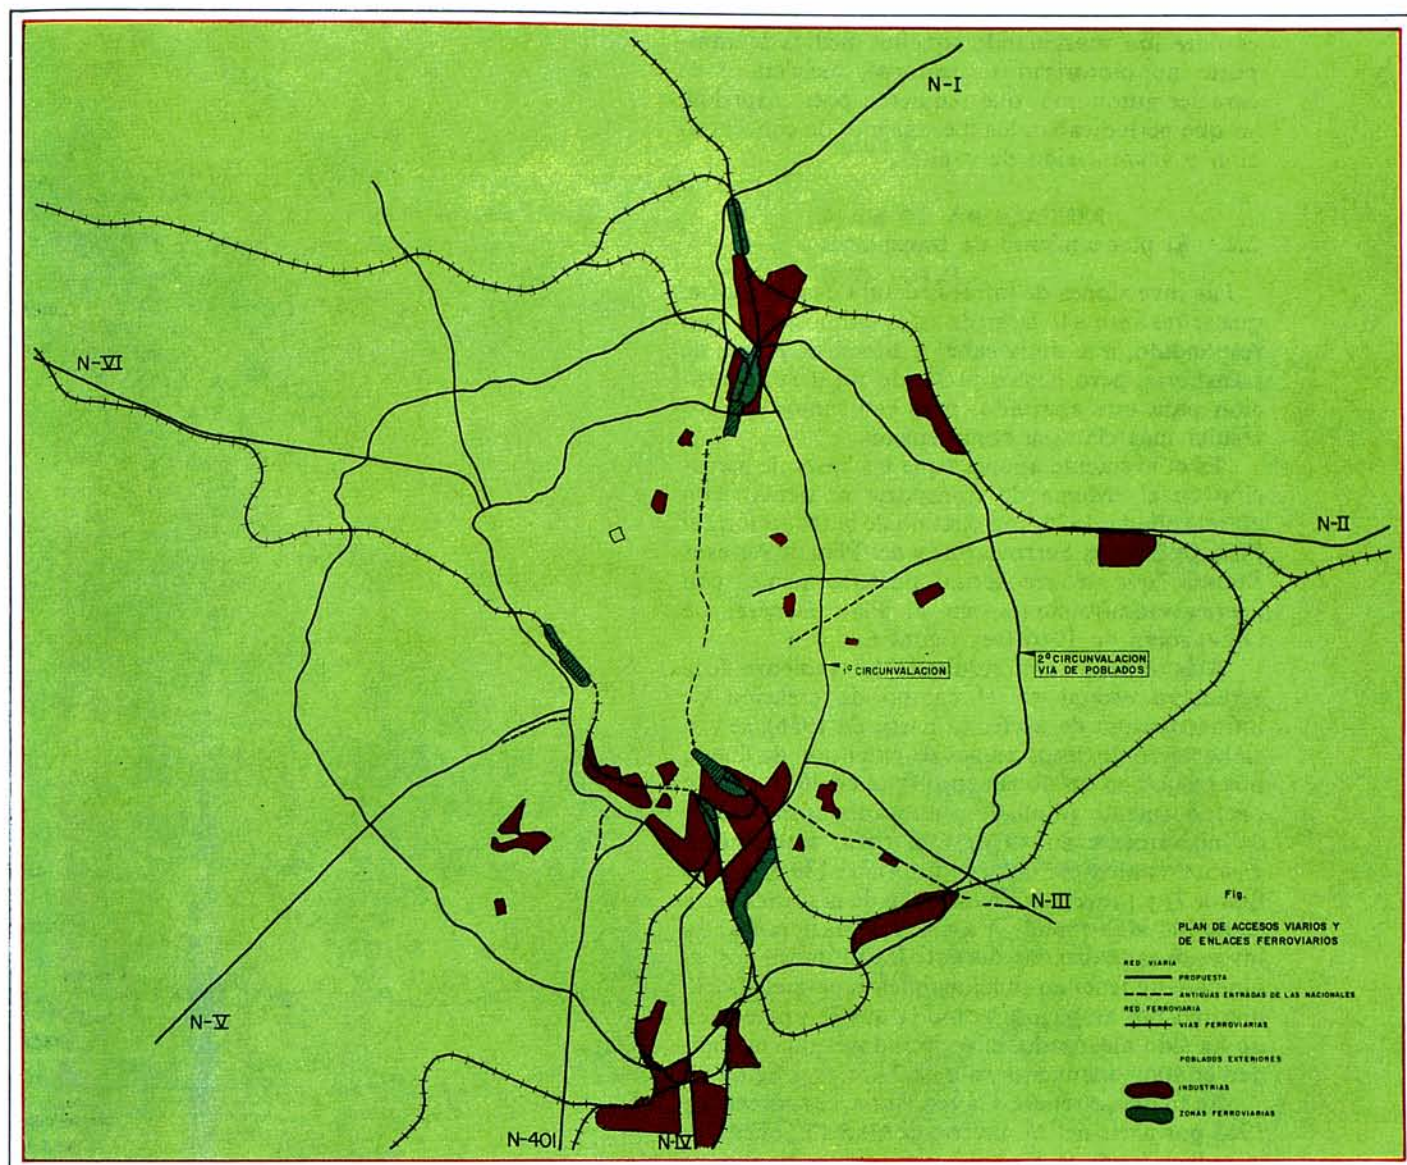 N-I
N-VI
N-II
1º CIRCUNVALACION
2º CIRCUNVALACION
VIA DE POBLADOS
N-III
N-V
N-401
N-IV
Fig.
PLAN DE ACCESOS VIARIOS Y
DE ENLACES FERROVIARIOS
RED VIARIA
PROPUESTA
ANTIGUAS ENTRADAS DE LAS NACIONALES
RED FERROVIARIA
VIAS FERROVIARIAS
POBLADOS EXTERIORES
INDUSTRIAS
ZONAS FERROVIARIAS